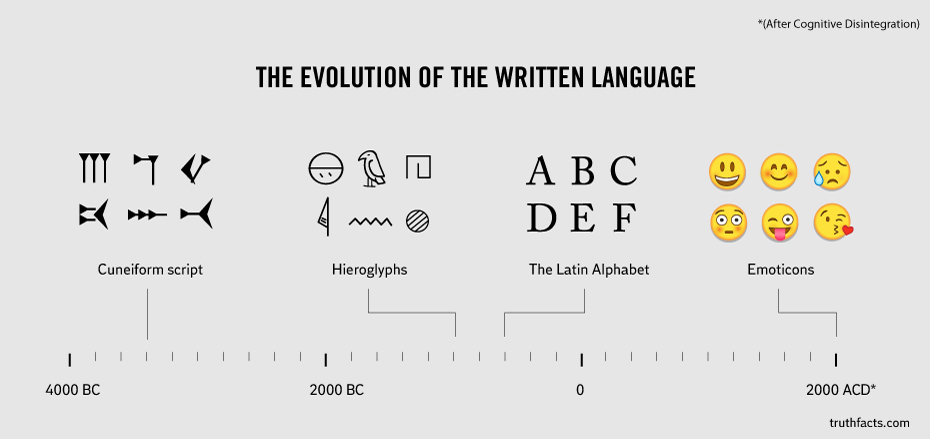 *(After Cognitive Disintegration)
THE EVOLUTION OF THE WRITTEN LANGUAGE
A B C
D E F
Cuneiform script
Hieroglyphs
The Latin Alphabet
Emoticons
4000 BC
2000 BC
0
2000 ACD*
truthfacts.com